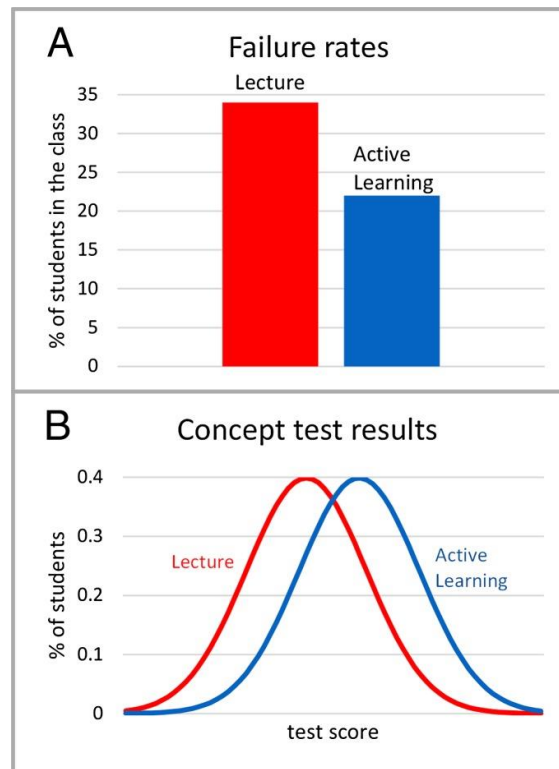 A
Failure rates
Lecture
Active
Learning
% of students in the class
35
30
25
20
15
10
5
0
B
Concept test results
Lecture
Active
Learning
% of students
0.4
0.3
0.2
0.1
0
test score